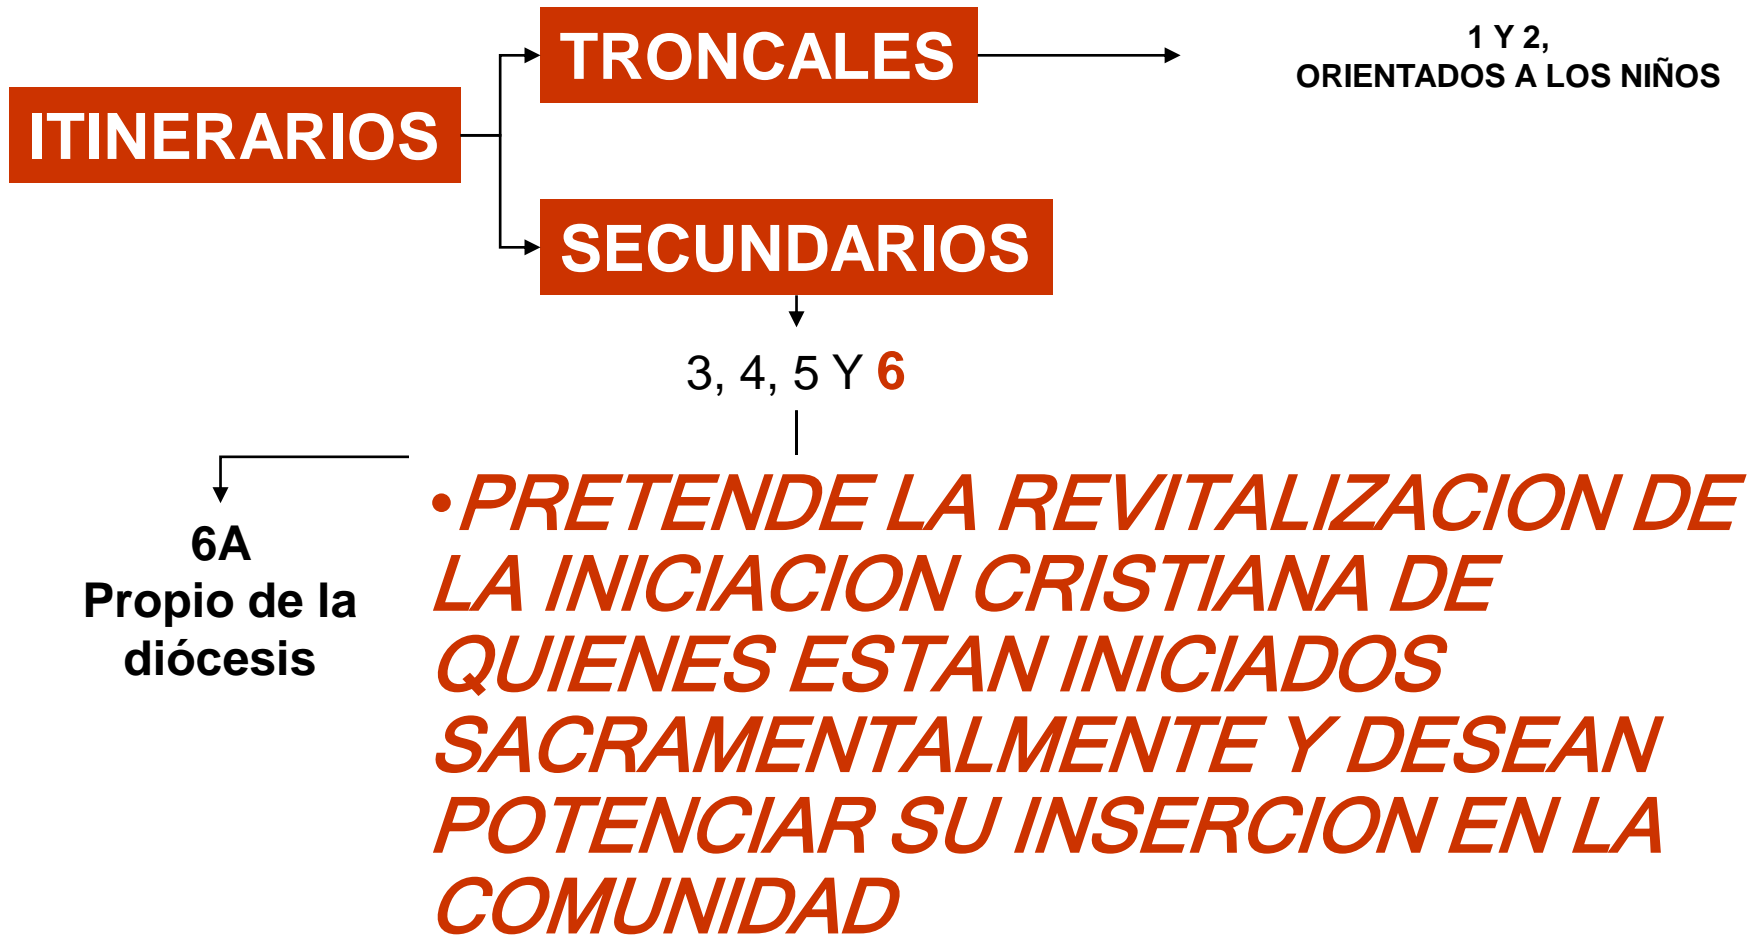 ITINERARIOS
TRONCALES
1 Y 2,
ORIENTADOS A LOS NIÑOS
SECUNDARIOS
3, 4, 5 Y 6
6A
Propio de la
diócesis
•PRETENDE LA REVITALIZACION DE
LA INICIACION CRISTIANA DE
QUIENES ESTAN INICIADOS
SACRAMENTALMENTE Y DESEAN
POTENCIAR SU INSERCION EN LA
COMUNIDAD